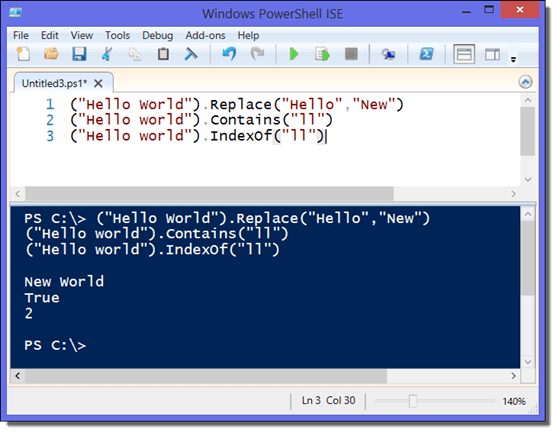 Windows PowerShell ISE
File Edit View Tools Debug Add-ons Help
Untitled3.ps1*
1 ("Hello World").Replace("Hello","New")
2 ("Hello world").Contains("ll")
3 ("Hello world").IndexOf("ll")
PS C:\> ("Hello World").Replace("Hello","New")
("Hello world").Contains("ll")
("Hello world").IndexOf("ll")
New World
True
2
PS C:\>
Ln 3 Col 30 140%